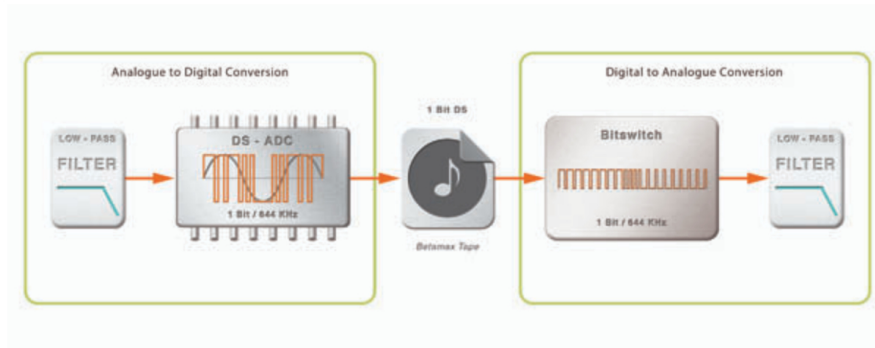 Analogue to Digital Conversion
LOW - PASS
FILTER
DS - ADC
1 Bit / 644 KHz
1 Bit DS
Betamax Tape
Digital to Analogue Conversion
Bitswitch
1 Bit / 644 KHz
LOW - PASS
FILTER